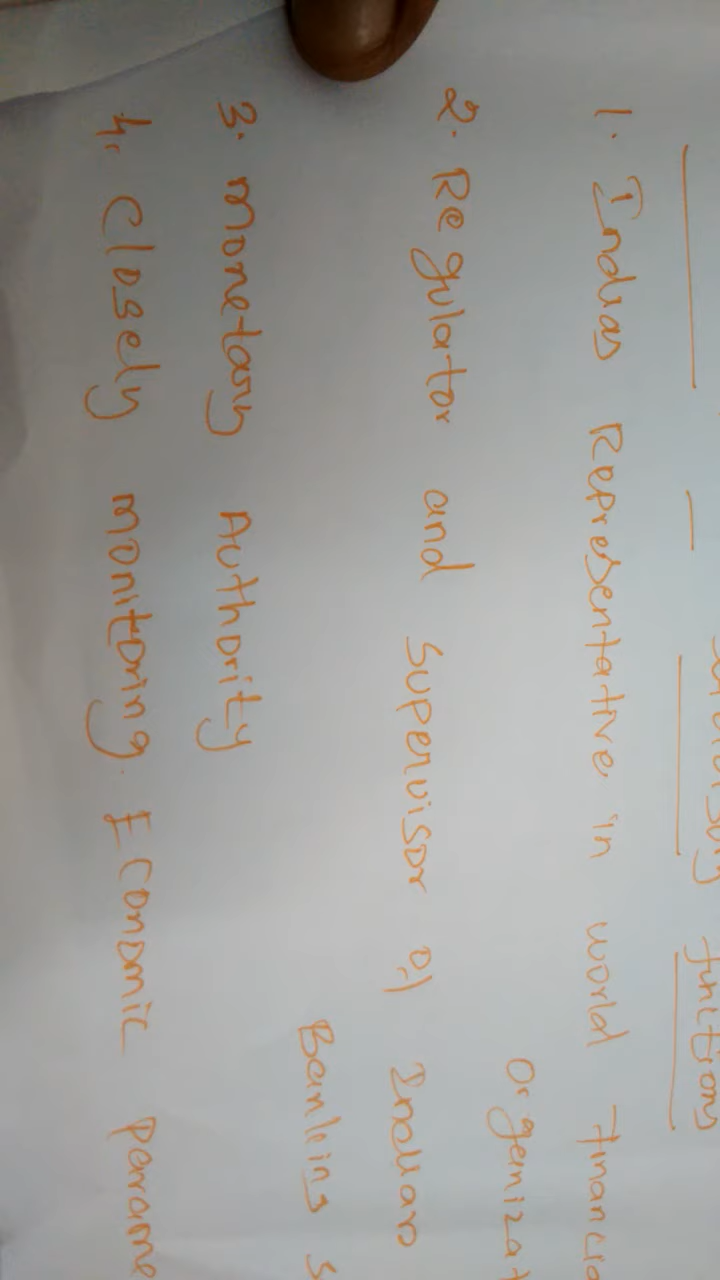 functions
1. Indias Representative in world financia
Organizat
2. Regulator and Supervisor of Indian
Banking S
3. Monetary Authority
4. Closely monitoring Economic parame